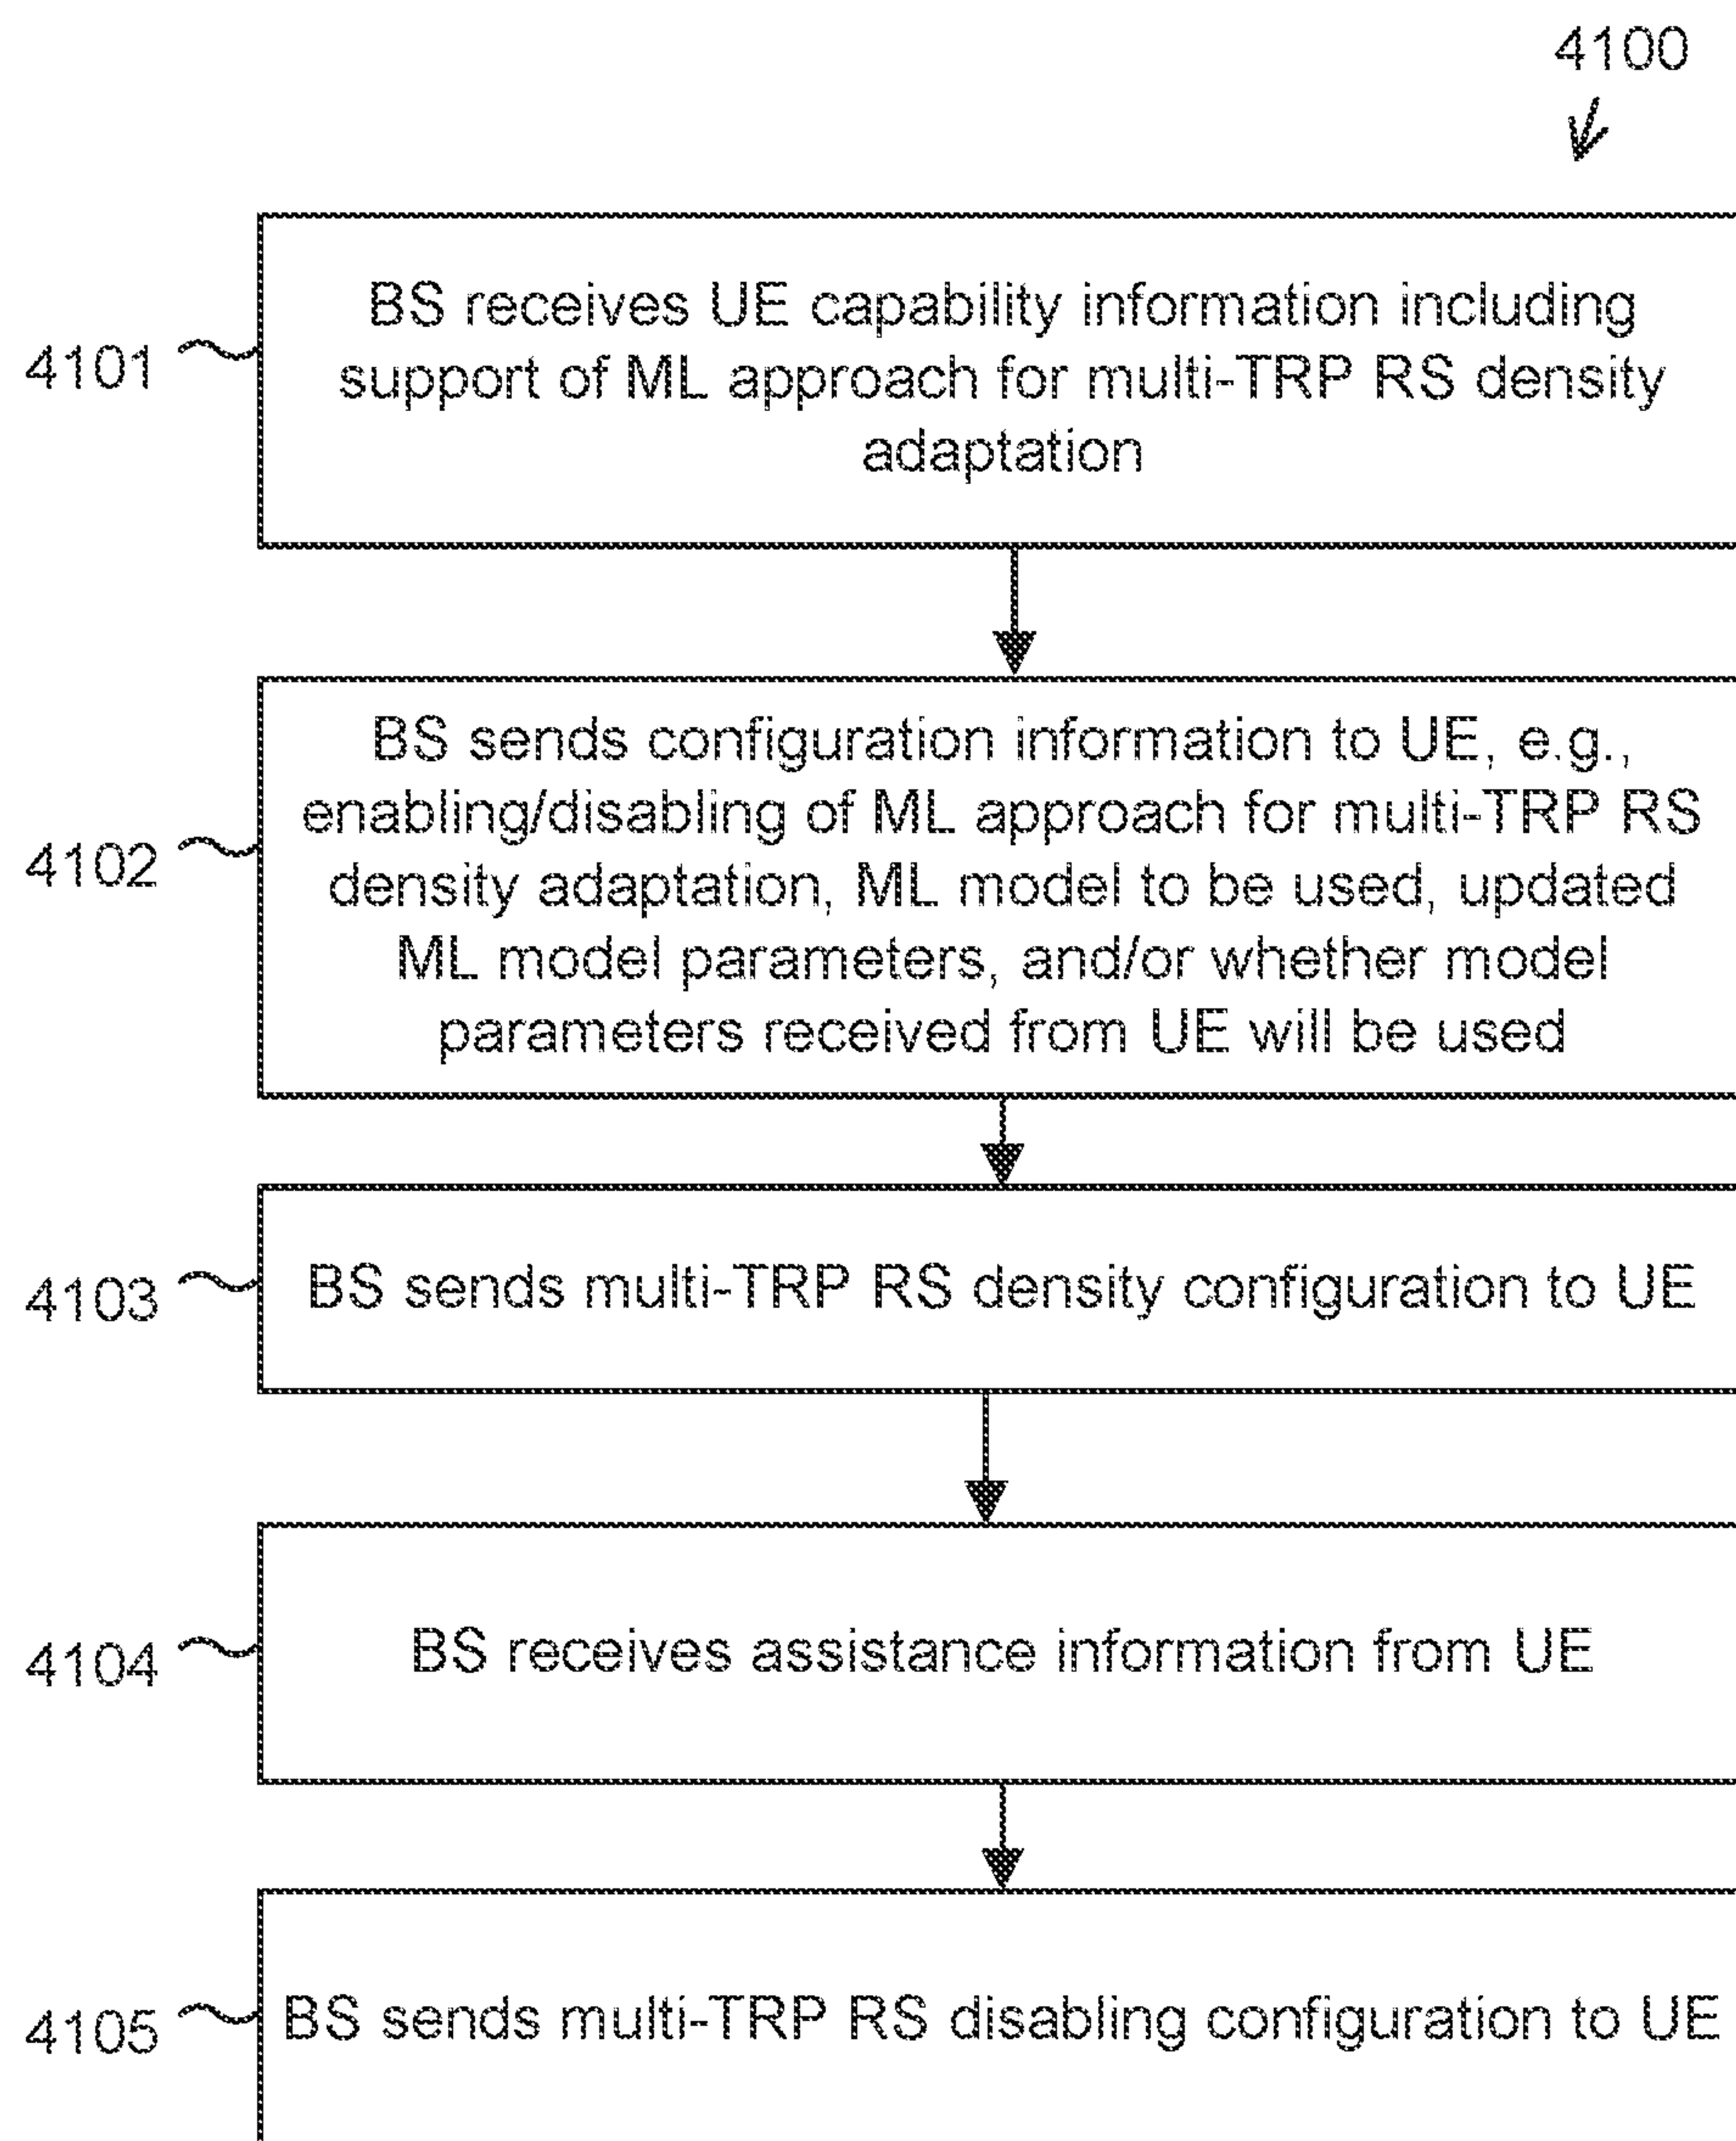 4100
BS receives UE capability information including
support of ML approach for multi-TRP RS density
adaptation
4101
BS sends configuration information to UE, e.g.,
enabling/disabling of ML approach for multi-TRP RS
density adaptation, ML model to be used, updated
ML model parameters, and/or whether model
parameters received from UE will be used
4102
BS sends multi-TRP RS density configuration to UE
4103
BS receives assistance information from UE
4104
BS sends multi-TRP RS disabling configuration to UE
4105